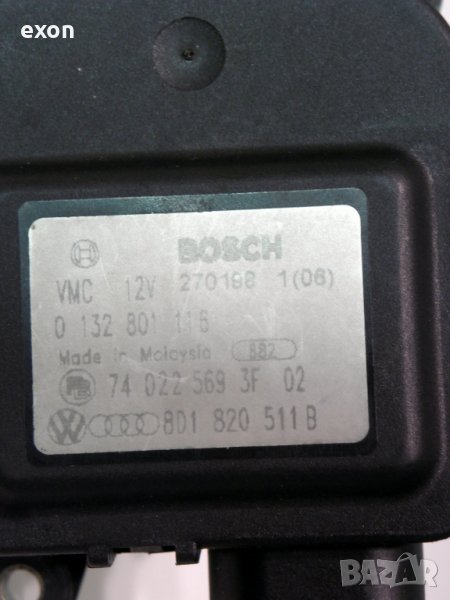 exon
BOSCH
VMC 12V 270198 1(06)
0 132 801 116
Made in Malaysia 882
74 022 569 3F 02
8D1 820 511 B
BAZAR